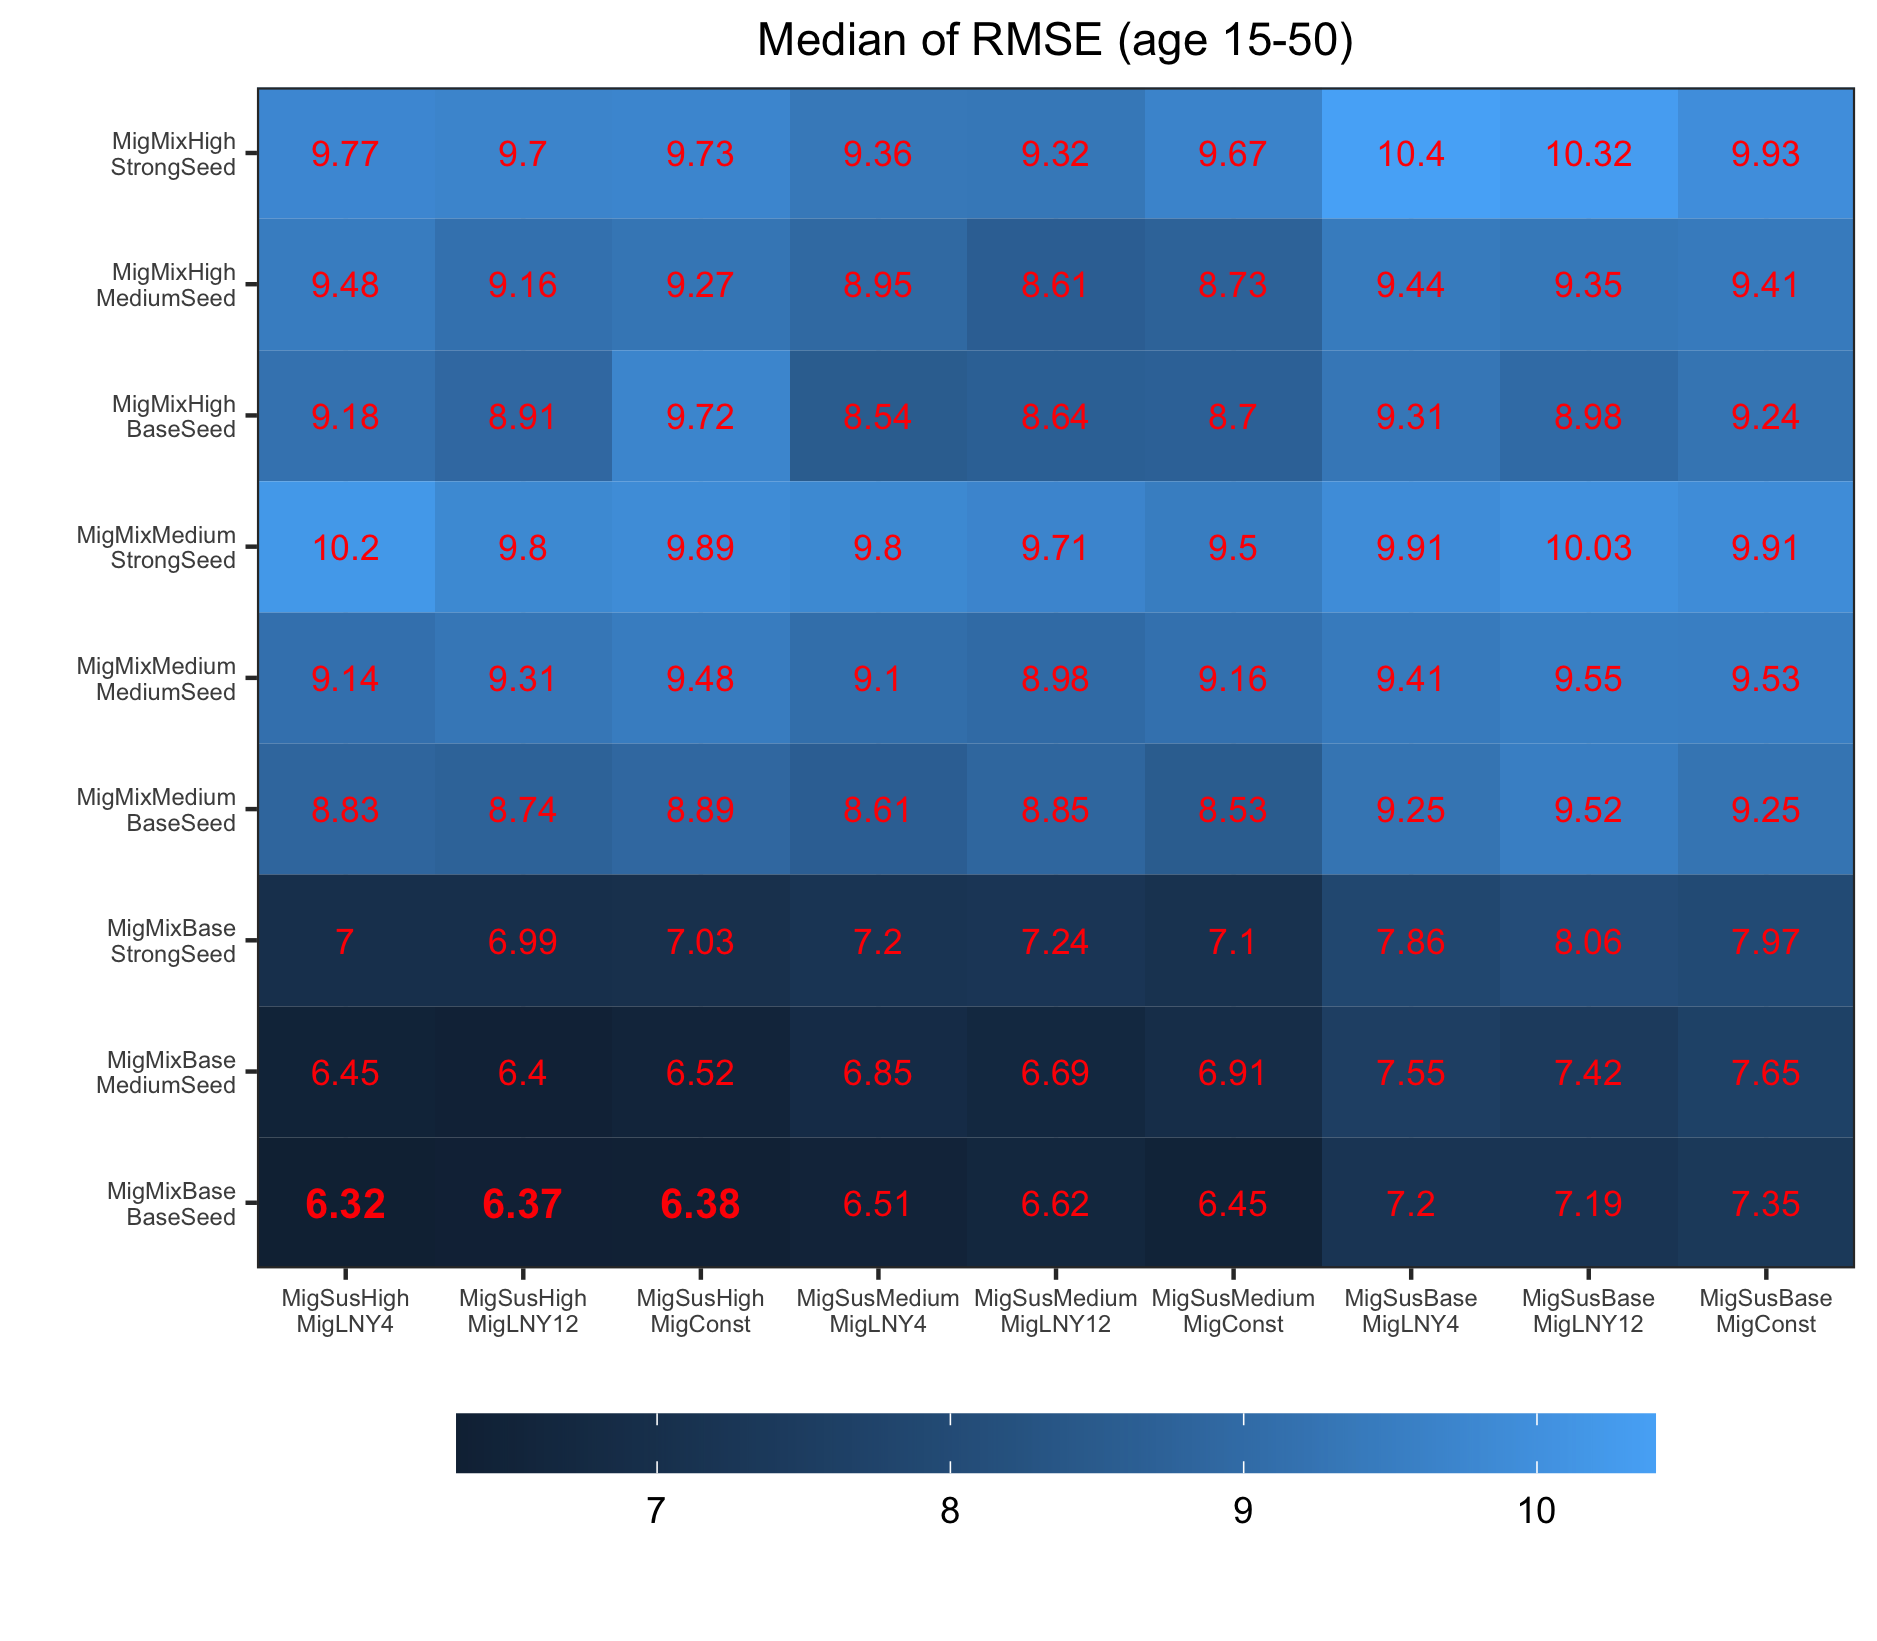 Median of RMSE (age 15-50)
MigMixHigh
StrongSeed
9.77 9.7 9.73 9.36 9.32 9.67 10.4 10.32 9.93
MigMixHigh
MediumSeed
9.48 9.16 9.27 8.95 8.61 8.73 9.44 9.35 9.41
MigMixHigh
BaseSeed
9.18 8.91 9.72 8.54 8.64 8.7 9.31 8.98 9.24
MigMixMedium
StrongSeed
10.2 9.8 9.89 9.8 9.71 9.5 9.91 10.03 9.91
MigMixMedium
MediumSeed
9.14 9.31 9.48 9.1 8.98 9.16 9.41 9.55 9.53
MigMixMedium
BaseSeed
8.83 8.74 8.89 8.61 8.85 8.53 9.25 9.52 9.25
MigMixBase
StrongSeed
7 6.99 7.03 7.2 7.24 7.1 7.86 8.06 7.97
MigMixBase
MediumSeed
6.45 6.4 6.52 6.85 6.69 6.91 7.55 7.42 7.65
MigMixBase
BaseSeed
6.32 6.37 6.38 6.51 6.62 6.45 7.2 7.19 7.35
MigSusHigh MigSusHigh MigSusHigh MigSusMedium MigSusMedium MigSusMedium MigSusBase MigSusBase MigSusBase
MigLNY4 MigLNY12 MigConst MigLNY4 MigLNY12 MigConst MigLNY4 MigLNY12 MigConst
7 8 9 10